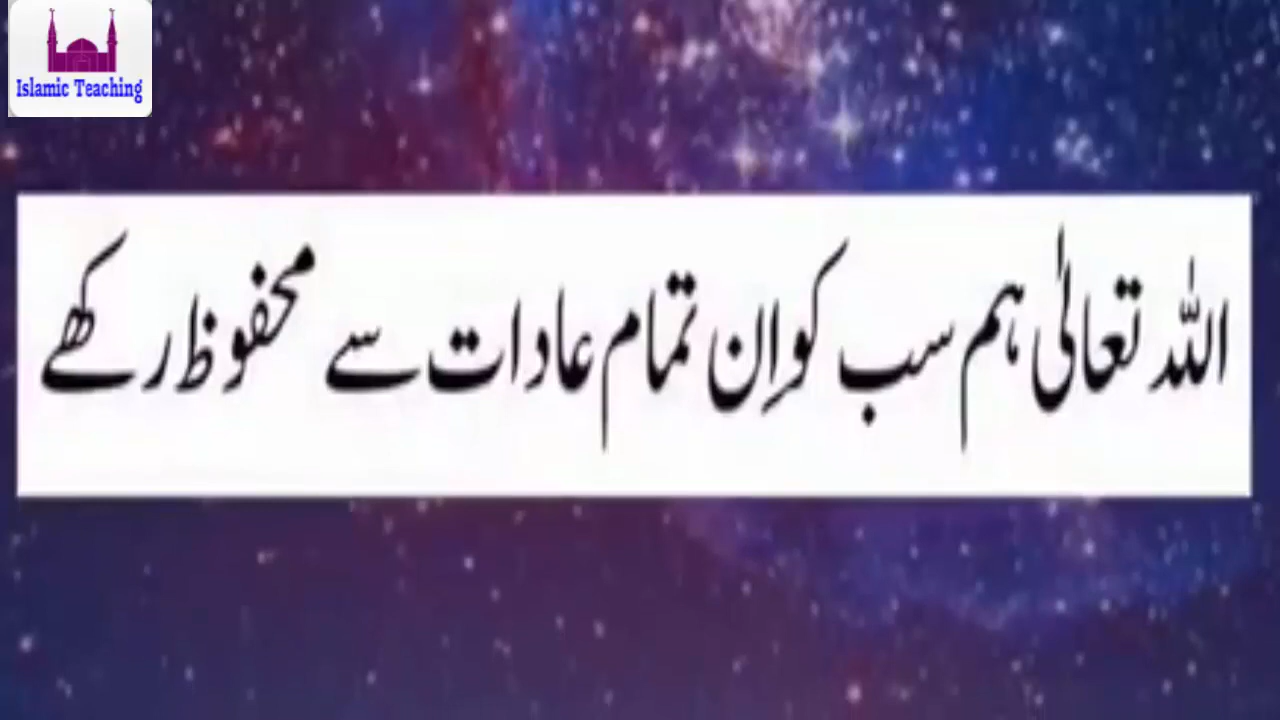 Islamic Teaching
اللہ تعالیٰ ہم سب کو اِن تمام عادات سے محفوظ رکھے